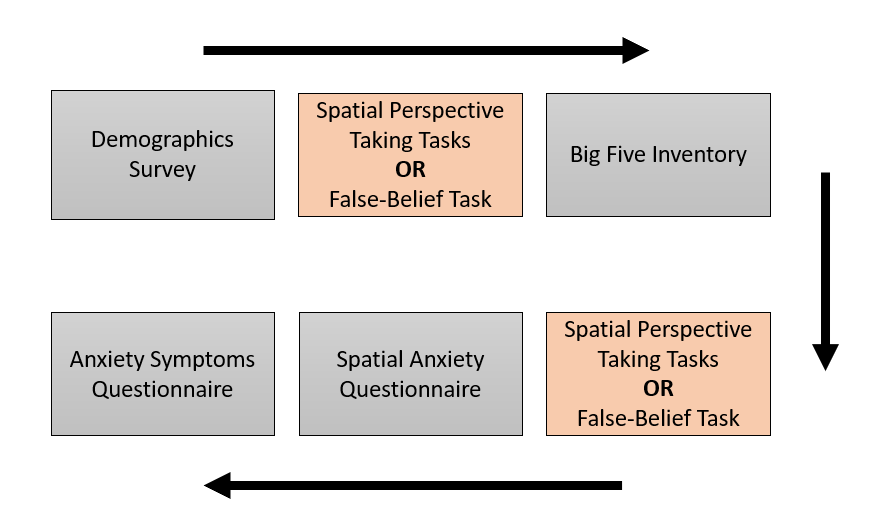 Demographics
Survey
Spatial Perspective
Taking Tasks
OR
False-Belief Task
Big Five Inventory
Anxiety Symptoms
Questionnaire
Spatial Anxiety
Questionnaire
Spatial Perspective
Taking Tasks
OR
False-Belief Task